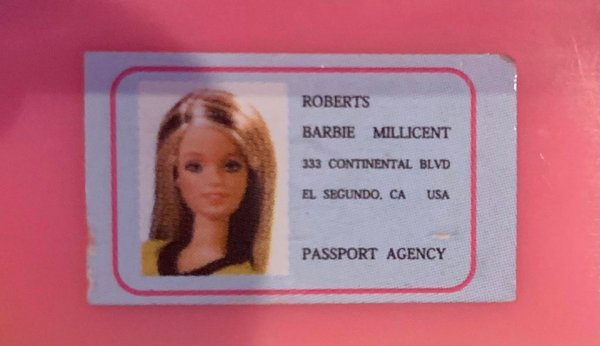 ROBERTS
BARBIE MILLICENT
333 CONTINENTAL BLVD
EL SEGUNDO, CA USA
PASSPORT AGENCY